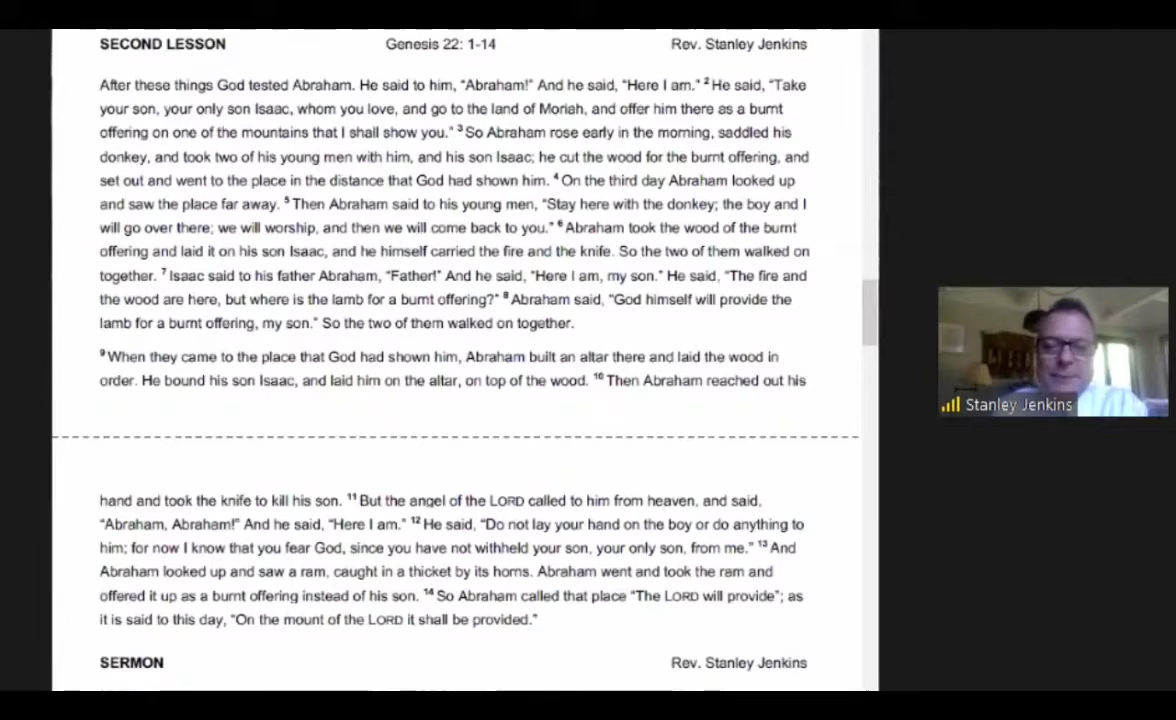 SECOND LESSON Genesis 22: 1-14 Rev. Stanley Jenkins
After these things God tested Abraham. He said to him, “Abraham!” And he said, “Here I am.” ² He said, “Take
your son, your only son Isaac, whom you love, and go to the land of Moriah, and offer him there as a burnt
offering on one of the mountains that I shall show you.” ³ So Abraham rose early in the morning, saddled his
donkey, and took two of his young men with him, and his son Isaac; he cut the wood for the burnt offering, and
set out and went to the place in the distance that God had shown him. ⁴ On the third day Abraham looked up
and saw the place far away. ⁵ Then Abraham said to his young men, “Stay here with the donkey; the boy and I
will go over there; we will worship, and then we will come back to you.” ⁶ Abraham took the wood of the burnt
offering and laid it on his son Isaac, and he himself carried the fire and the knife. So the two of them walked on
together. ⁷ Isaac said to his father Abraham, “Father!” And he said, “Here I am, my son.” He said, “The fire and
the wood are here, but where is the lamb for a burnt offering?” ⁸ Abraham said, “God himself will provide the
lamb for a burnt offering, my son.” So the two of them walked on together.
⁹ When they came to the place that God had shown him, Abraham built an altar there and laid the wood in
order. He bound his son Isaac, and laid him on the altar, on top of the wood. ¹⁰ Then Abraham reached out his
Stanley Jenkins
hand and took the knife to kill his son. ¹¹ But the angel of the LORD called to him from heaven, and said,
“Abraham, Abraham!” And he said, “Here I am.” ¹² He said, “Do not lay your hand on the boy or do anything to
him; for now I know that you fear God, since you have not withheld your son, your only son, from me.” ¹³ And
Abraham looked up and saw a ram, caught in a thicket by its horns. Abraham went and took the ram and
offered it up as a burnt offering instead of his son. ¹⁴ So Abraham called that place “The LORD will provide”; as
it is said to this day, “On the mount of the LORD it shall be provided.”
SERMON Rev. Stanley Jenkins